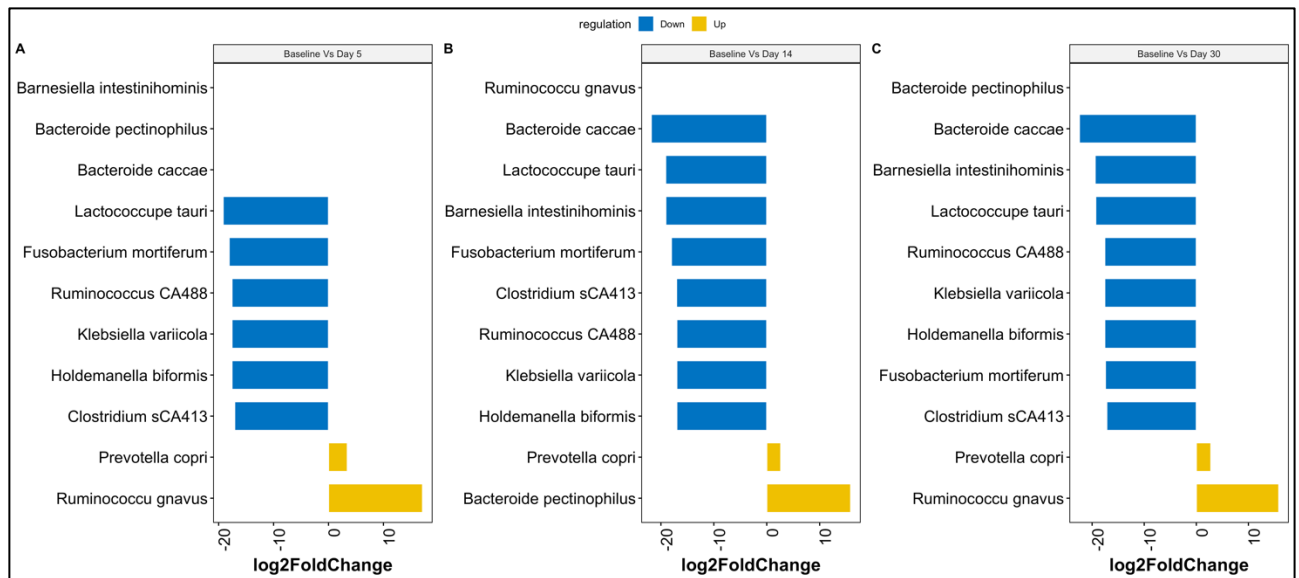 regulation Down Up
A
Baseline Vs Day 5
Barnesiella intestinihominis
Bacteroide pectinophilus
Bacteroide caccae
Lactococcupe tauri
Fusobacterium mortiferum
Ruminococcus CA488
Klebsiella variicola
Holdemanella biformis
Clostridium sCA413
Prevotella copri
Ruminococcu gnavus
-20
-10
0
10
log2FoldChange
B
Baseline Vs Day 14
Ruminococcu gnavus
Bacteroide caccae
Lactococcupe tauri
Barnesiella intestinihominis
Fusobacterium mortiferum
Clostridium sCA413
Ruminococcus CA488
Klebsiella variicola
Holdemanella biformis
Prevotella copri
Bacteroide pectinophilus
-20
-10
0
10
log2FoldChange
C
Baseline Vs Day 30
Bacteroide pectinophilus
Bacteroide caccae
Barnesiella intestinihominis
Lactococcupe tauri
Ruminococcus CA488
Klebsiella variicola
Holdemanella biformis
Fusobacterium mortiferum
Clostridium sCA413
Prevotella copri
Ruminococcu gnavus
-20
-10
0
10
log2FoldChange